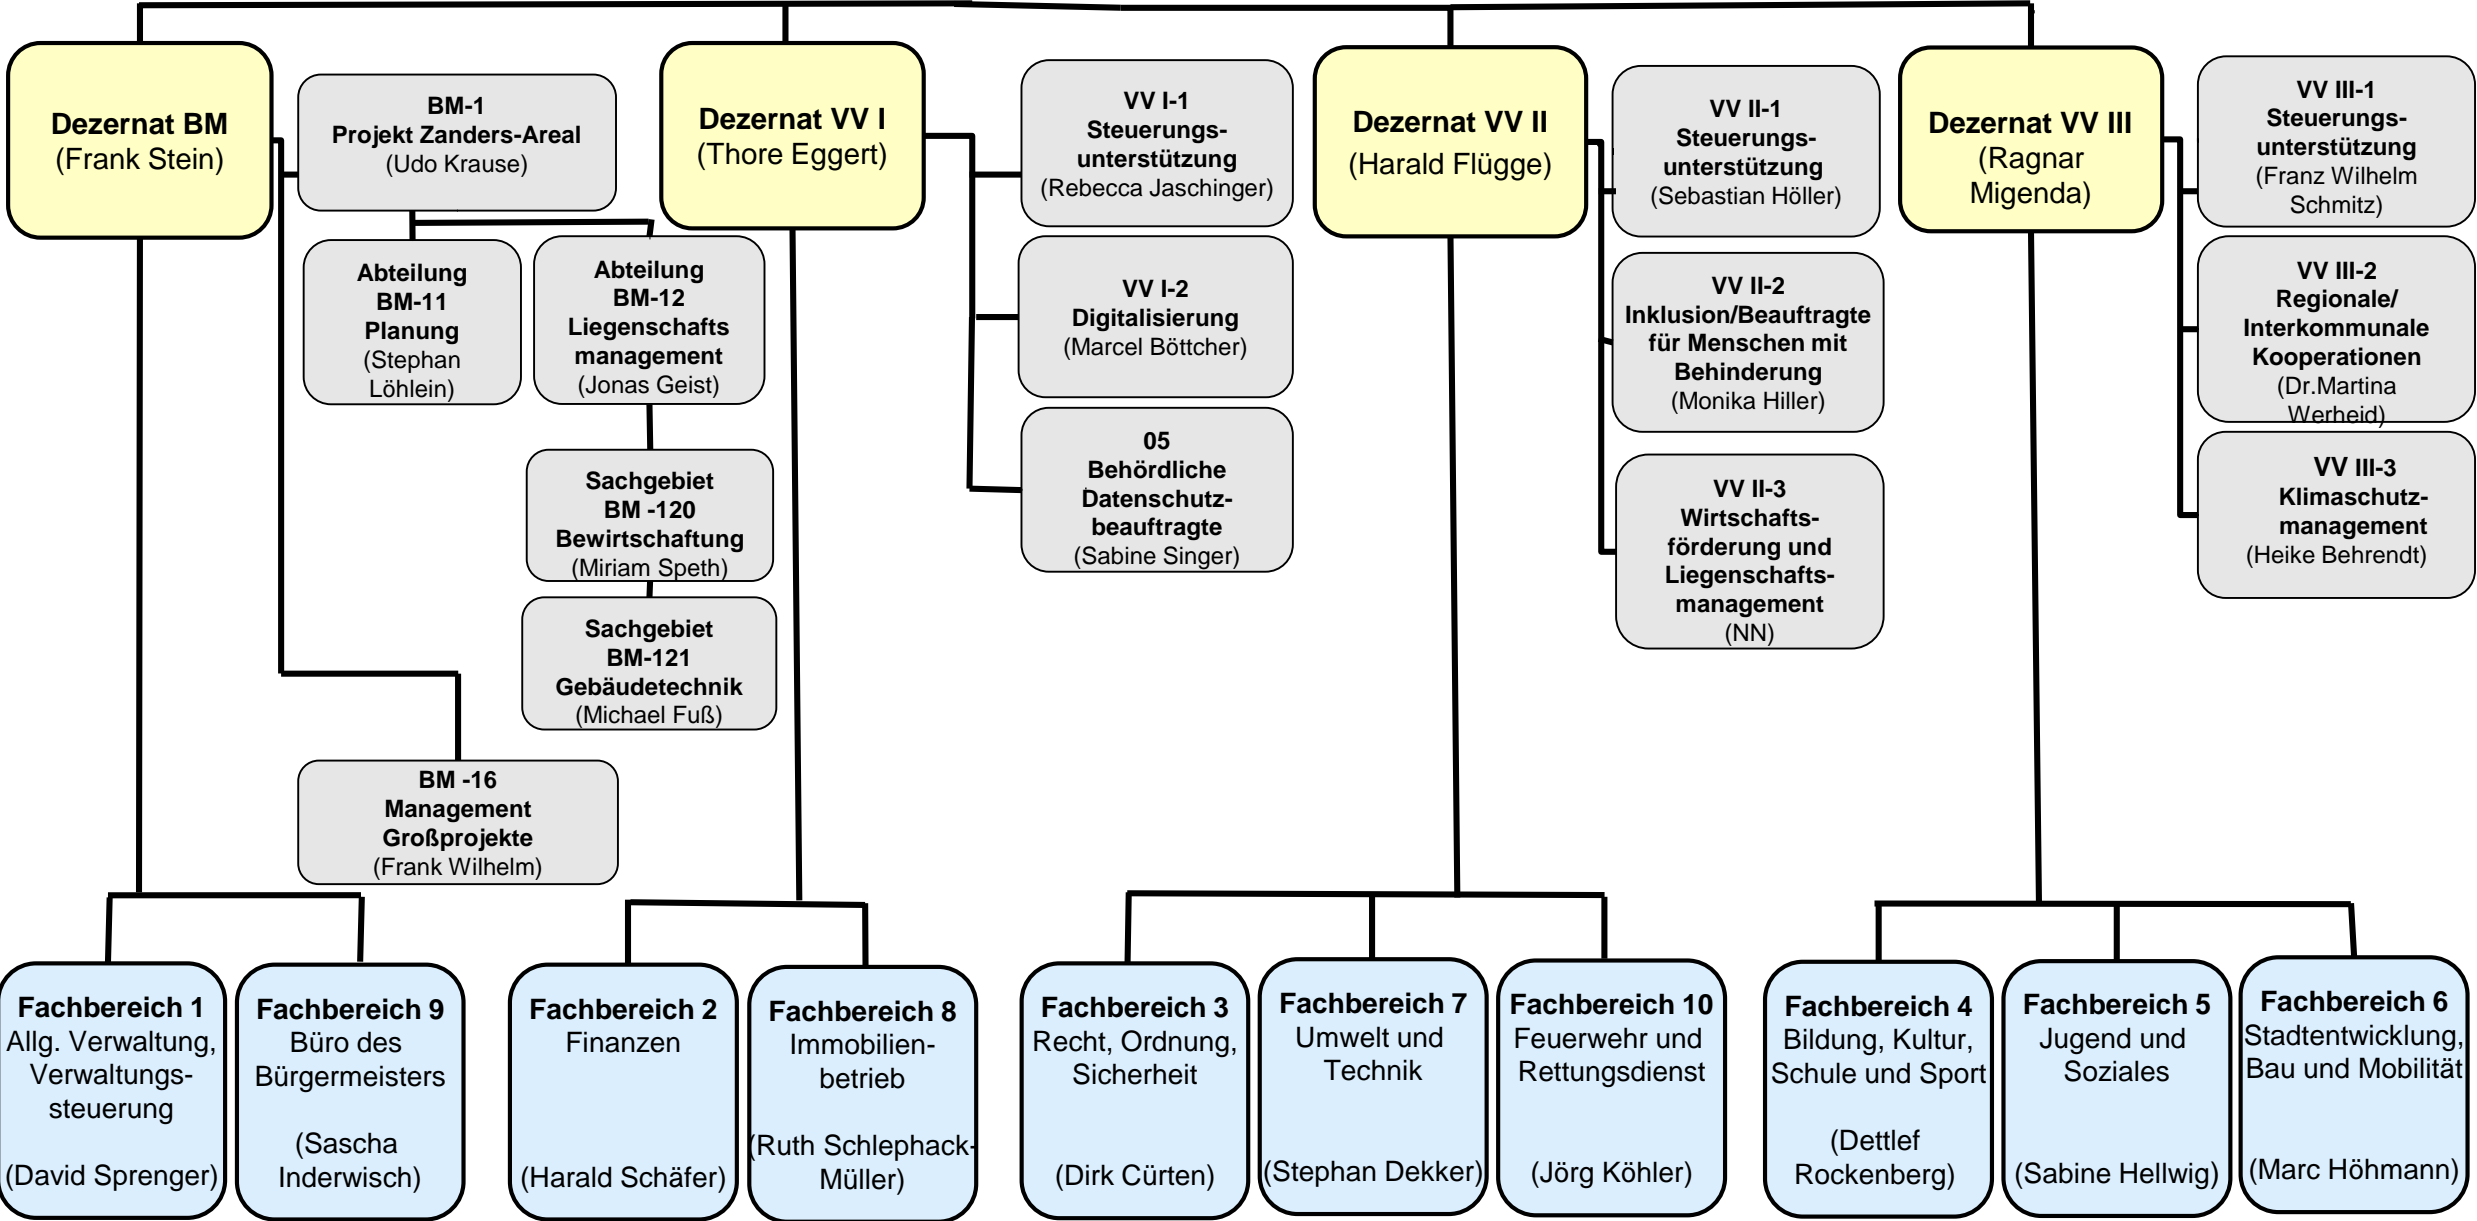 Dezernat BM
(Frank Stein)
BM-1
Projekt Zanders-Areal
(Udo Krause)
Abteilung
BM-11
Planung
(Stephan
Löhlein)
Abteilung
BM-12
Liegenschafts
management
(Jonas Geist)
Sachgebiet
BM -120
Bewirtschaftung
(Miriam Speth)
Sachgebiet
BM-121
Gebäudetechnik
(Michael Fuß)
BM -16
Management
Großprojekte
(Frank Wilhelm)
Dezernat VV I
(Thore Eggert)
VV I-1
Steuerungs-
unterstützung
(Rebecca Jaschinger)
VV I-2
Digitalisierung
(Marcel Böttcher)
05
Behördliche
Datenschutz-
beauftragte
(Sabine Singer)
Dezernat VV II
(Harald Flügge)
VV II-1
Steuerungs-
unterstützung
(Sebastian Höller)
VV II-2
Inklusion/Beauftragte
für Menschen mit
Behinderung
(Monika Hiller)
VV II-3
Wirtschafts-
förderung und
Liegenschafts-
management
(NN)
Dezernat VV III
(Ragnar
Migenda)
VV III-1
Steuerungs-
unterstützung
(Franz Wilhelm
Schmitz)
VV III-2
Regionale/
Interkommunale
Kooperationen
(Dr.Martina
Werheid)
VV III-3
Klimaschutz-
management
(Heike Behrendt)
Fachbereich 1
Allg. Verwaltung,
Verwaltungs-
steuerung
(David Sprenger)
Fachbereich 9
Büro des
Bürgermeisters
(Sascha
Inderwisch)
Fachbereich 2
Finanzen
(Harald Schäfer)
Fachbereich 8
Immobilien-
betrieb
(Ruth Schlephack-
Müller)
Fachbereich 3
Recht, Ordnung,
Sicherheit
(Dirk Cürten)
Fachbereich 7
Umwelt und
Technik
(Stephan Dekker)
Fachbereich 10
Feuerwehr und
Rettungsdienst
(Jörg Köhler)
Fachbereich 4
Bildung, Kultur,
Schule und Sport
(Dettlef
Rockenberg)
Fachbereich 5
Jugend und
Soziales
(Sabine Hellwig)
Fachbereich 6
Stadtentwicklung,
Bau und Mobilität
(Marc Höhmann)